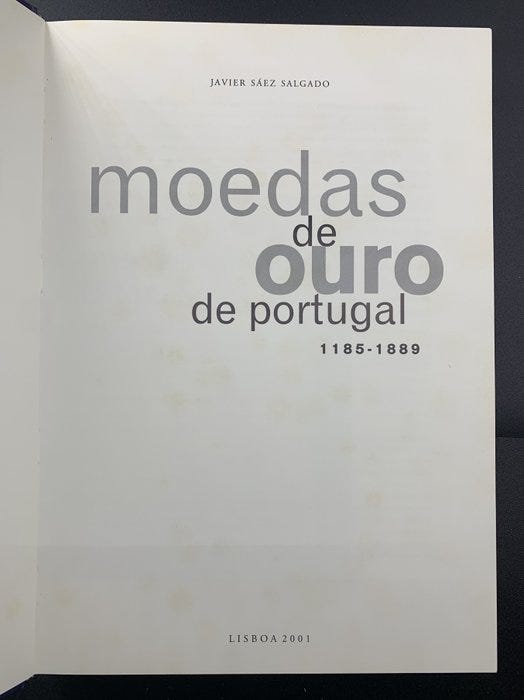 JAVIER SÁEZ SALGADO
moedas
de
ouro
de portugal
1185-1889
LISBOA 2001